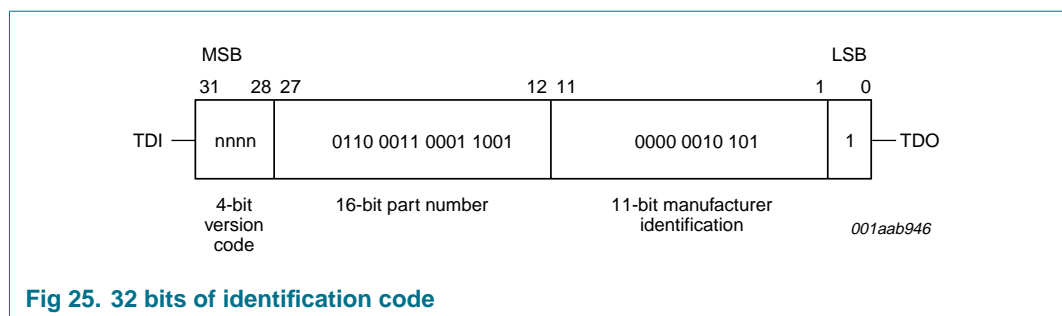 MSB LSB
31 28 27 12 11 1 0
TDI nnnn 0110 0011 0001 1001 0000 0010 101 1 TDO
4-bit
version
code
16-bit part number
11-bit manufacturer
identification
001aab946
Fig 25. 32 bits of identification code